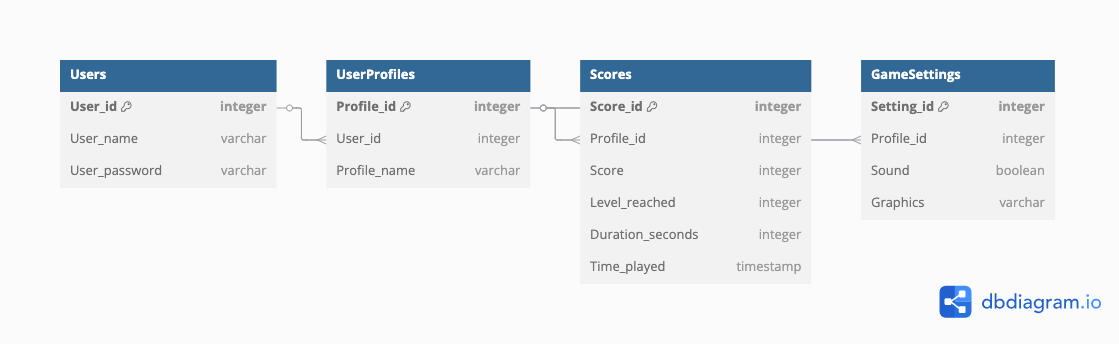 Users
User_id integer
User_name varchar
User_password varchar
UserProfiles
Profile_id integer
User_id integer
Profile_name varchar
Scores
Score_id integer
Profile_id integer
Score integer
Level_reached integer
Duration_seconds integer
Time_played timestamp
GameSettings
Setting_id integer
Profile_id integer
Sound boolean
Graphics varchar
dbdiagram.io